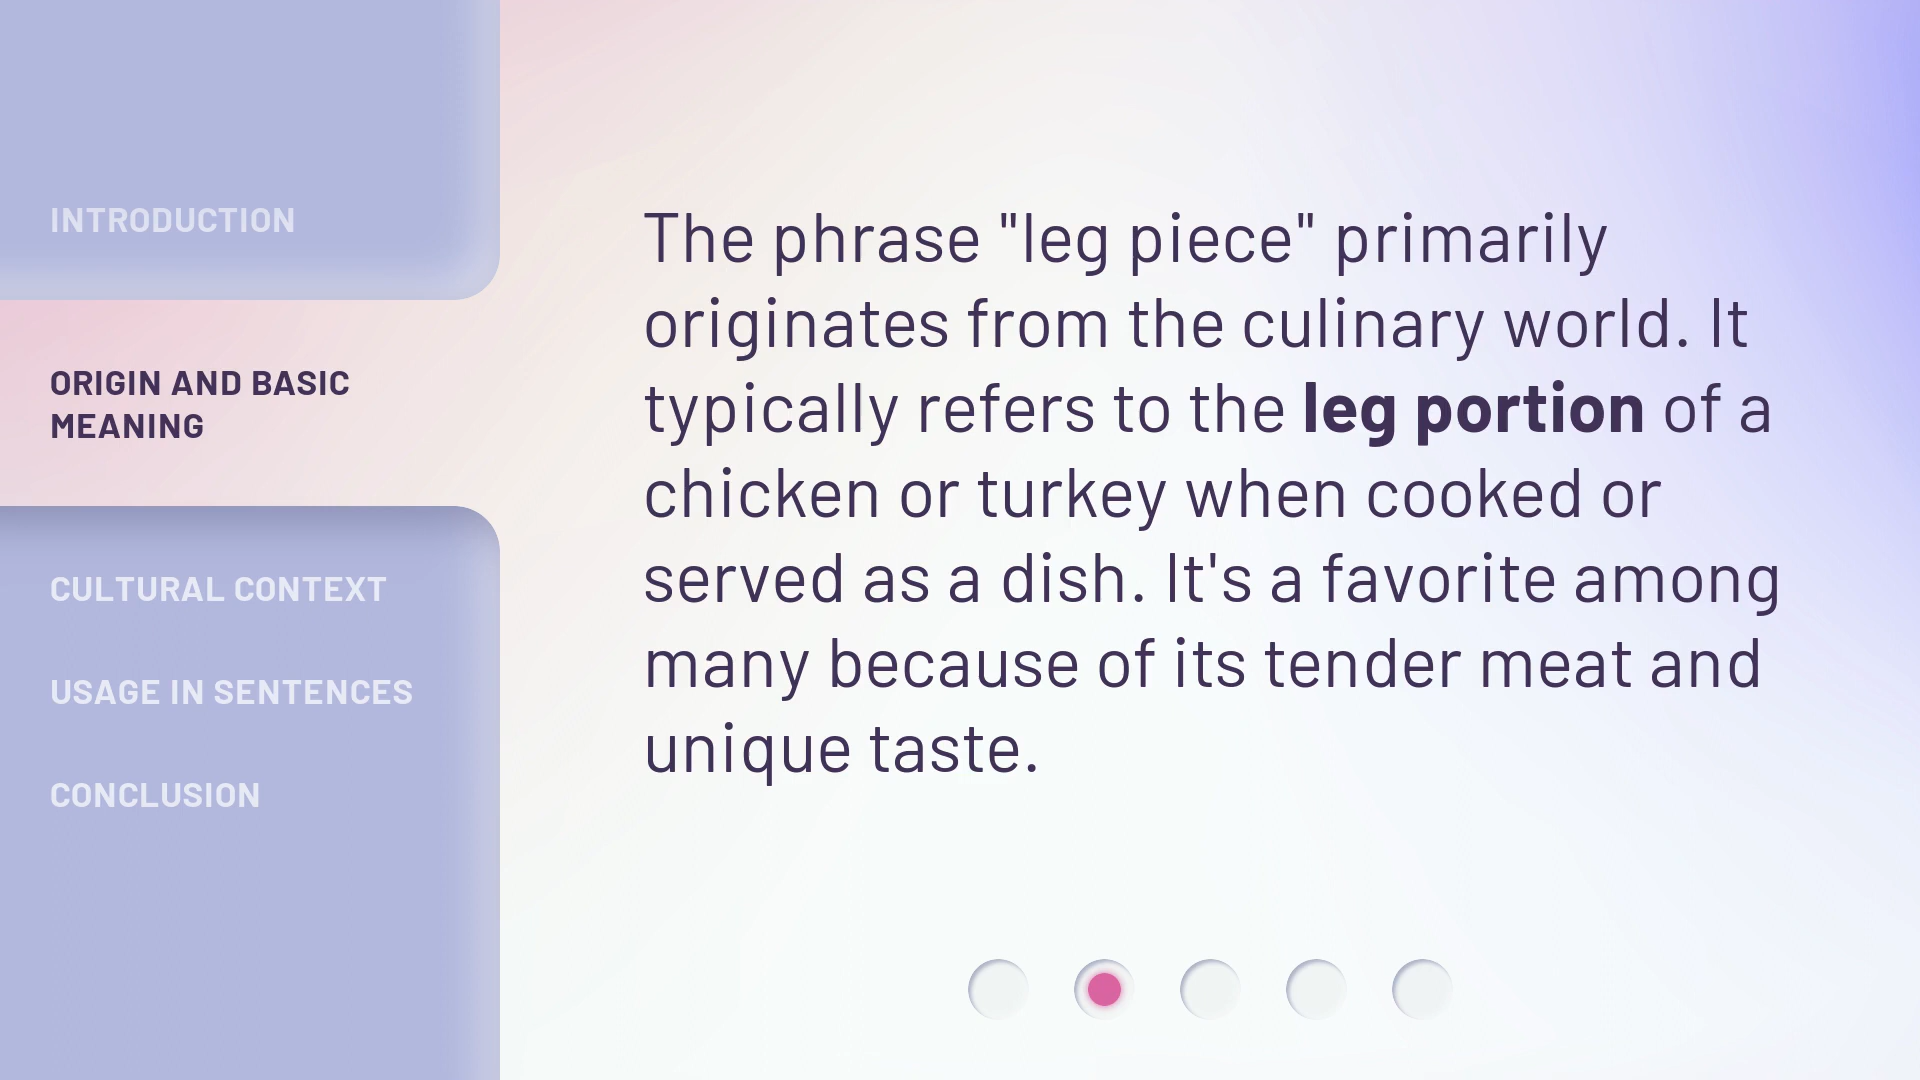 INTRODUCTION
ORIGIN AND BASIC
MEANING
CULTURAL CONTEXT
USAGE IN SENTENCES
CONCLUSION
The phrase "leg piece" primarily
originates from the culinary world. It
typically refers to the leg portion of a
chicken or turkey when cooked or
served as a dish. It's a favorite among
many because of its tender meat and
unique taste.